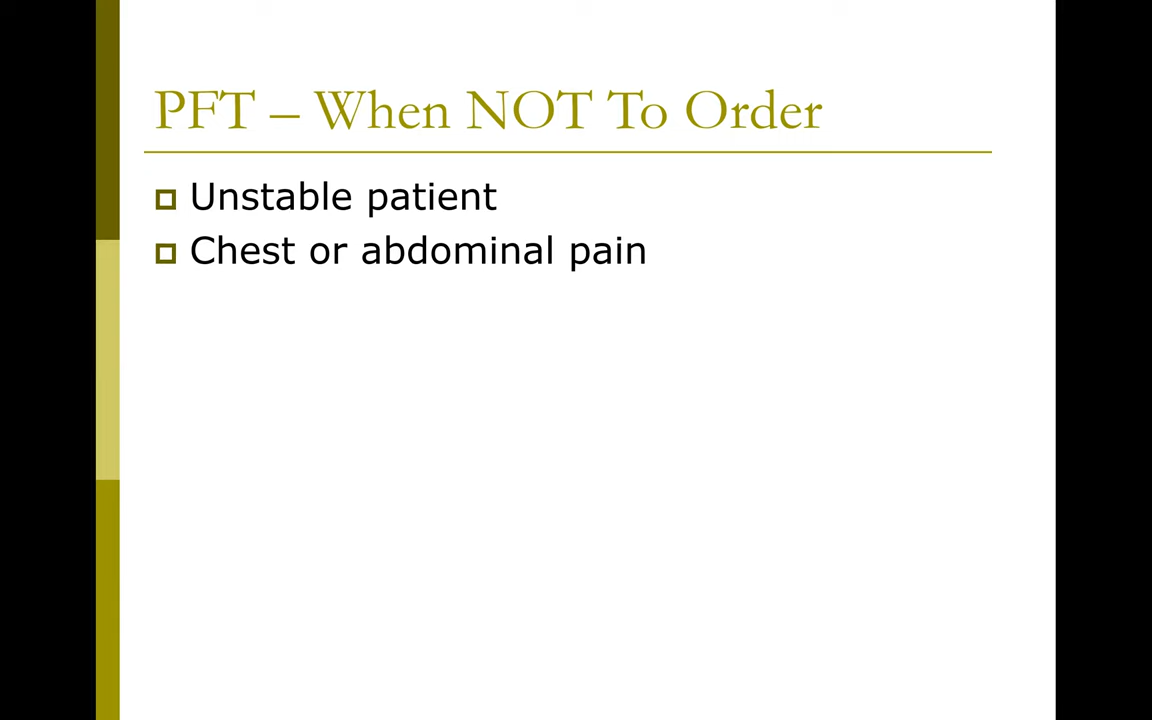 PFT – When NOT To Order
Unstable patient
Chest or abdominal pain